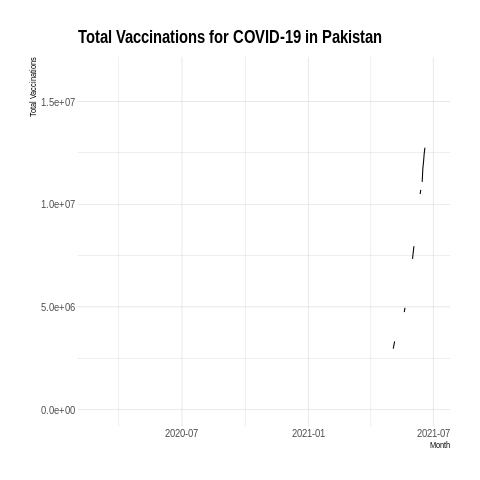 Total Vaccinations for COVID-19 in Pakistan
Total Vaccinations
1.5e+07
1.0e+07
5.0e+06
0.0e+00
2020-07 2021-01 2021-07
Month